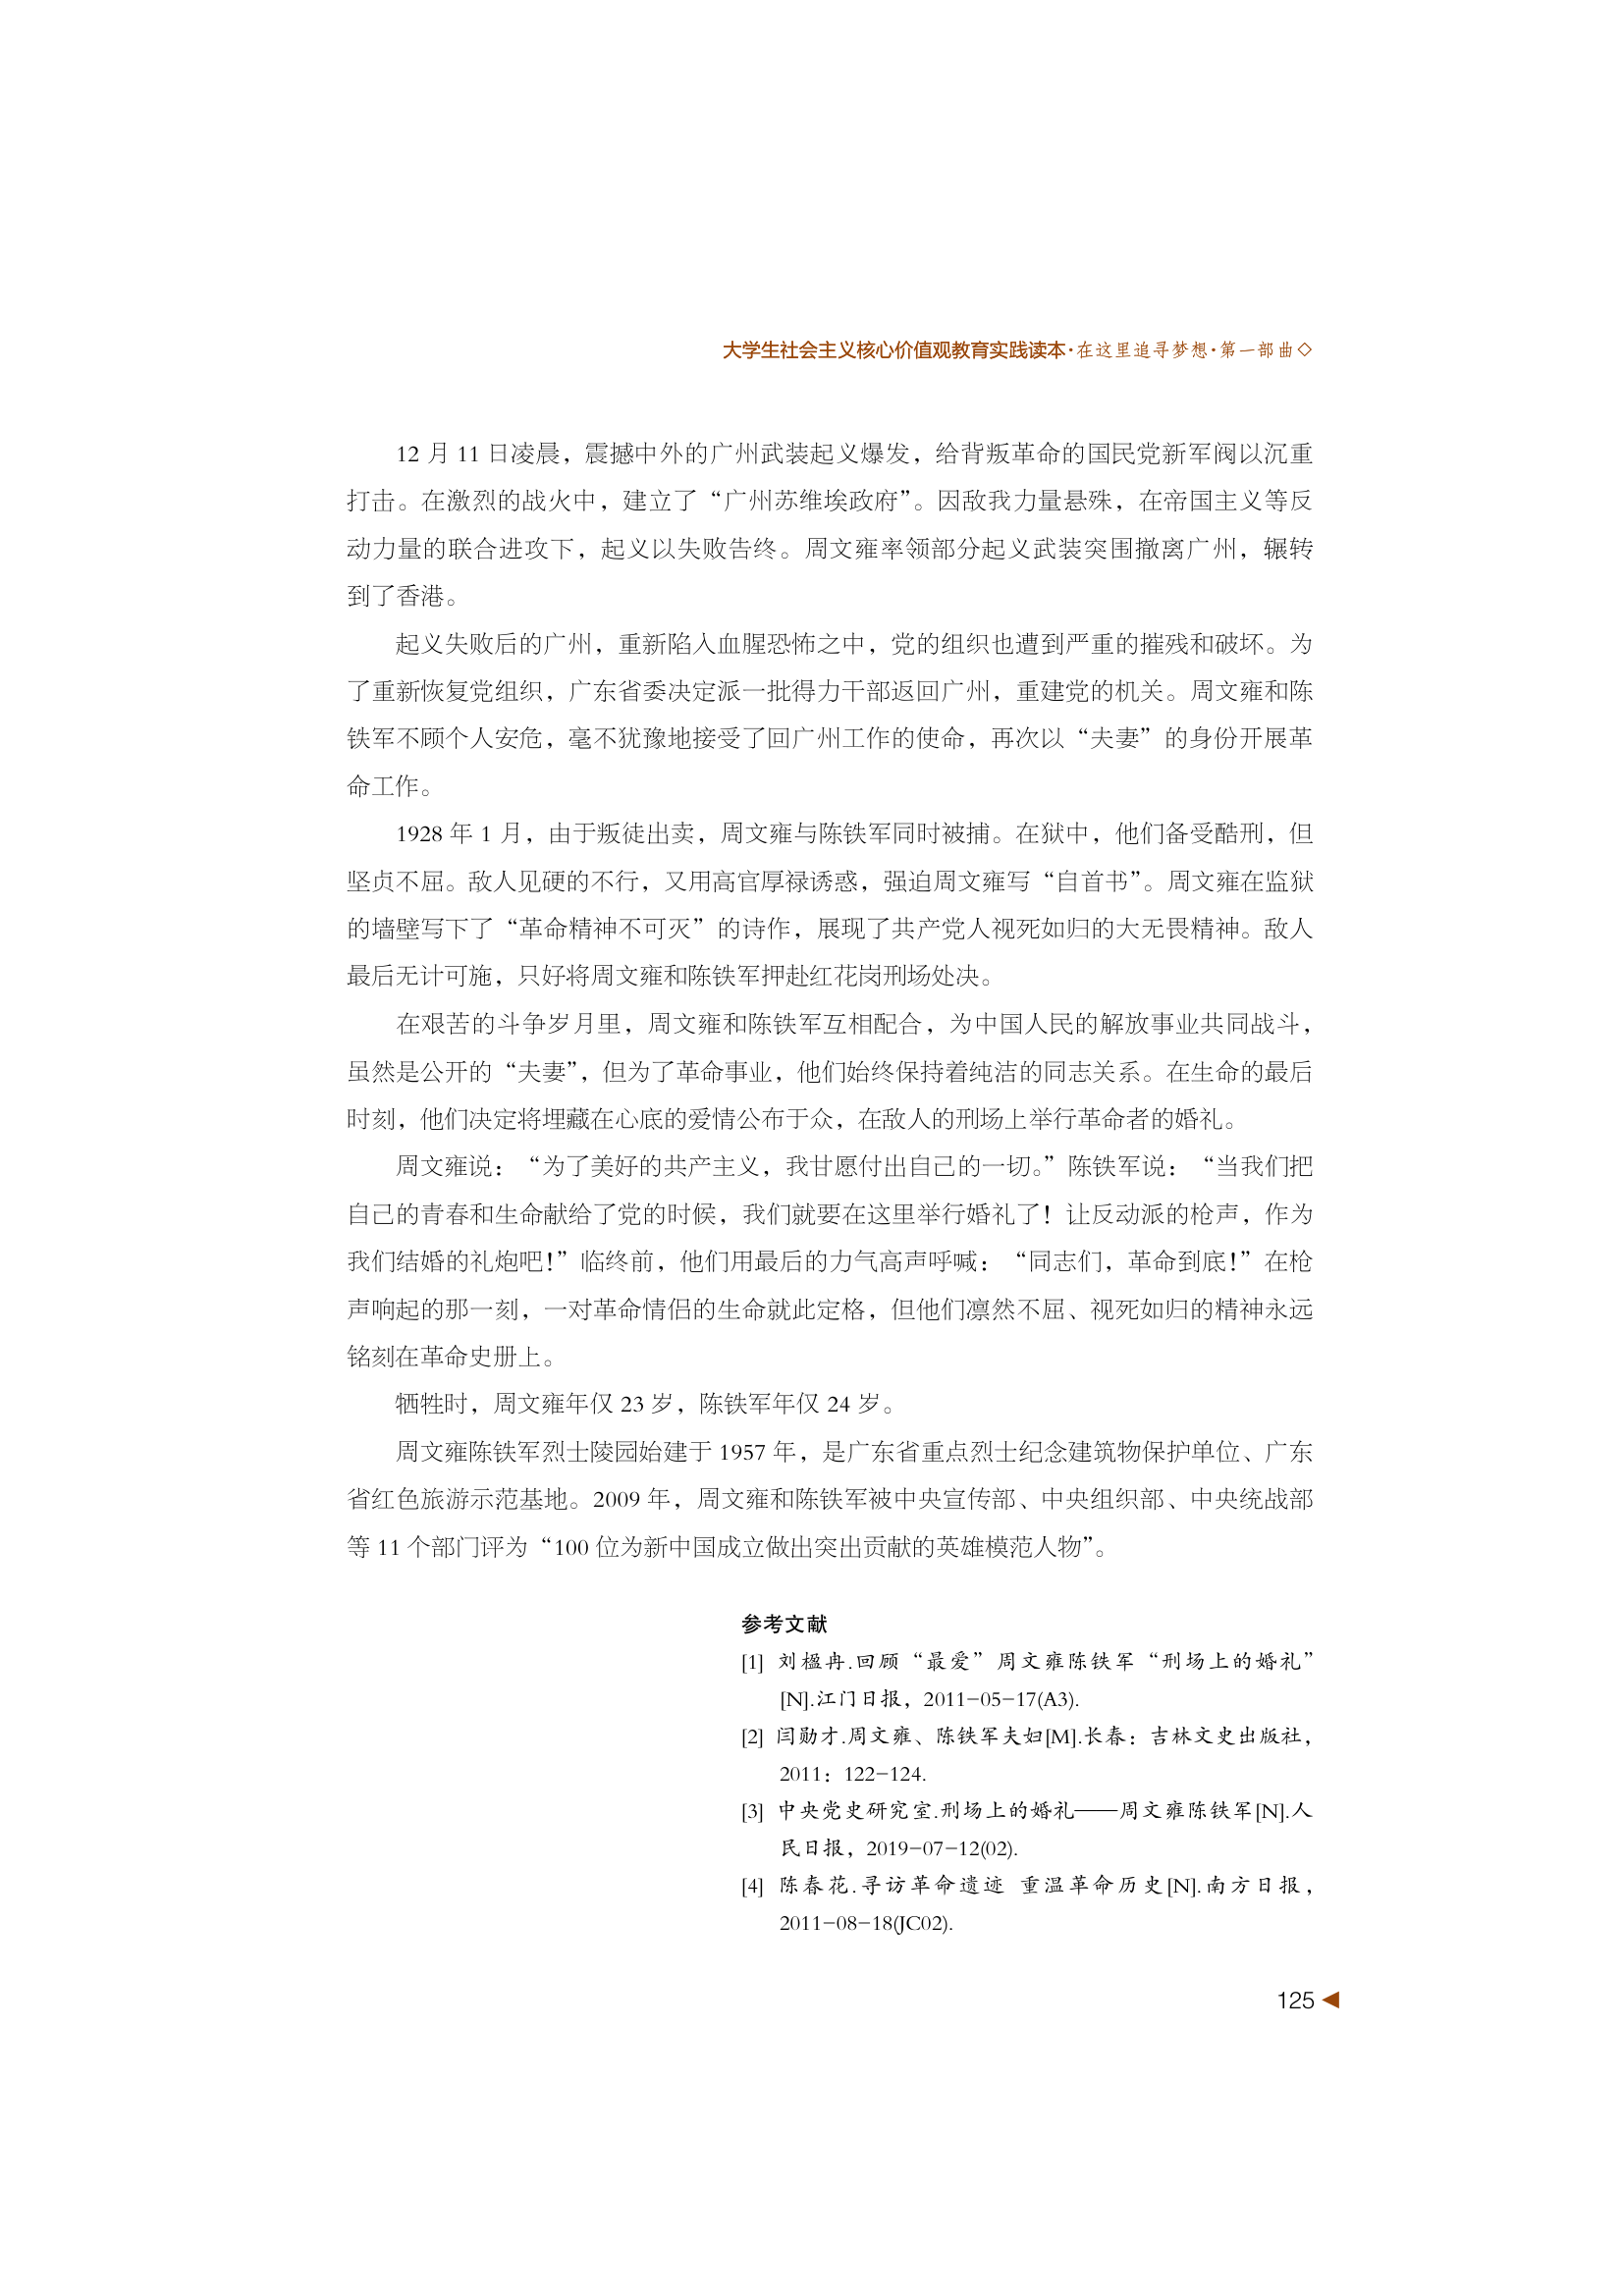 大学生社会主义核心价值观教育实践读本·在这里追寻梦想·第一部曲◇
12 月 11 日凌晨，震撼中外的广州武装起义爆发，给背叛革命的国民党新军阀以沉重
打击。在激烈的战火中，建立了“广州苏维埃政府”。因敌我力量悬殊，在帝国主义等反
动力量的联合进攻下，起义以失败告终。周文雍率领部分起义武装突围撤离广州，辗转
到了香港。
起义失败后的广州，重新陷入血腥恐怖之中，党的组织也遭到严重的摧残和破坏。为
了重新恢复党组织，广东省委决定派一批得力干部返回广州，重建党的机关。周文雍和陈
铁军不顾个人安危，毫不犹豫地接受了回广州工作的使命，再次以“夫妻”的身份开展革
命工作。
1928 年 1 月，由于叛徒出卖，周文雍与陈铁军同时被捕。在狱中，他们备受酷刑，但
坚贞不屈。敌人见硬的不行，又用高官厚禄诱惑，强迫周文雍写“自首书”。周文雍在监狱
的墙壁写下了“革命精神不可灭”的诗作，展现了共产党人视死如归的大无畏精神。敌人
最后无计可施，只好将周文雍和陈铁军押赴红花岗刑场处决。
在艰苦的斗争岁月里，周文雍和陈铁军互相配合，为中国人民的解放事业共同战斗，
虽然是公开的“夫妻”，但为了革命事业，他们始终保持着纯洁的同志关系。在生命的最后
时刻，他们决定将埋藏在心底的爱情公布于众，在敌人的刑场上举行革命者的婚礼。
周文雍说：“为了美好的共产主义，我甘愿付出自己的一切。”陈铁军说：“当我们把
自己的青春和生命献给了党的时候，我们就要在这里举行婚礼了！让反动派的枪声，作为
我们结婚的礼炮吧！”临终前，他们用最后的力气高声呼喊：“同志们，革命到底！”在枪
声响起的那一刻，一对革命情侣的生命就此定格，但他们凛然不屈、视死如归的精神永远
铭刻在革命史册上。
牺牲时，周文雍年仅 23 岁，陈铁军年仅 24 岁。
周文雍陈铁军烈士陵园始建于 1957 年，是广东省重点烈士纪念建筑物保护单位、广东
省红色旅游示范基地。2009 年，周文雍和陈铁军被中央宣传部、中央组织部、中央统战部
等 11 个部门评为“100 位为新中国成立做出突出贡献的英雄模范人物”。
参考文献
[1] 刘楹冉.回顾“最爱”周文雍陈铁军“刑场上的婚礼”
[N].江门日报，2011-05-17(A3).
[2] 闫勋才.周文雍、陈铁军夫妇[M].长春：吉林文史出版社，
2011：122-124.
[3] 中央党史研究室.刑场上的婚礼——周文雍陈铁军[N].人
民日报，2019-07-12(02).
[4] 陈春花.寻访革命遗迹 重温革命历史[N].南方日报，
2011-08-18(JC02).
125